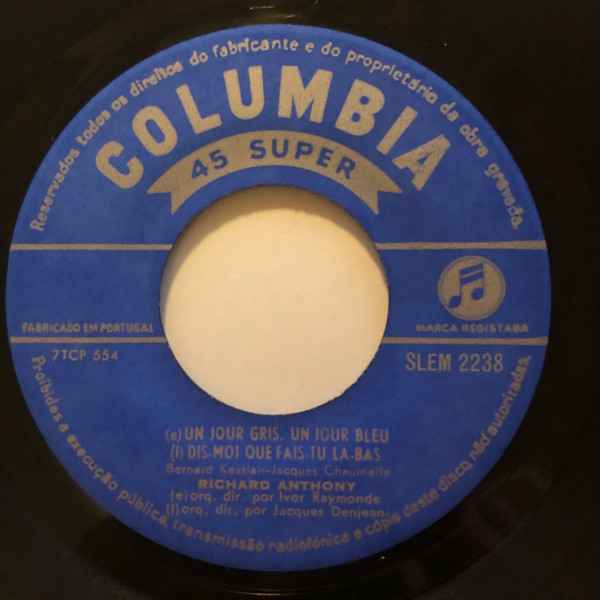 Reservados todos os direitos do fabricante e do proprietário da obra gravada.
COLUMBIA
45 SUPER
FABRICADO EM PORTUGAL
MARCA REGISTADA
7TCP 554
SLEM 2238
(e) UN JOUR GRIS, UN JOUR BLEU
(f) DIS-MOI QUE FAIS-TU LA-BAS
Bernard Kesslair-Jacques Chaumelle
RICHARD ANTHONY
(e) orq. dir. por Ivor Raymonde
(f) orq. dir. por Jacques Denjean
Proibidas a execução pública, transmissão radiofónica e cópia deste disco, não autorizadas.